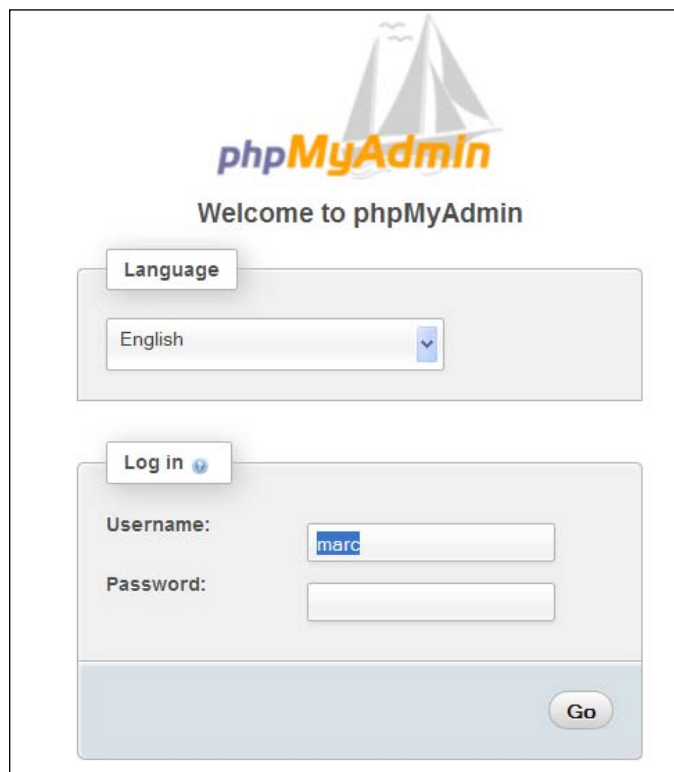 phpMyAdmin
Welcome to phpMyAdmin
Language
English
Log in
Username:
marc
Password:
Go